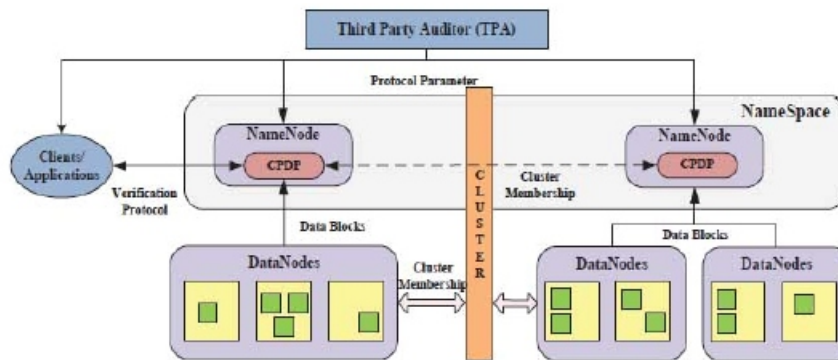 Third Party Auditor (TPA)
Protocol Parameter
NameSpace
NameNode
NameNode
Clients/
Applications
CPDP
CPDP
Verification
Protocol
CLUSTER
Cluster
Membership
Data Blocks
Data Blocks
DataNodes
Cluster
Membership
DataNodes
DataNodes